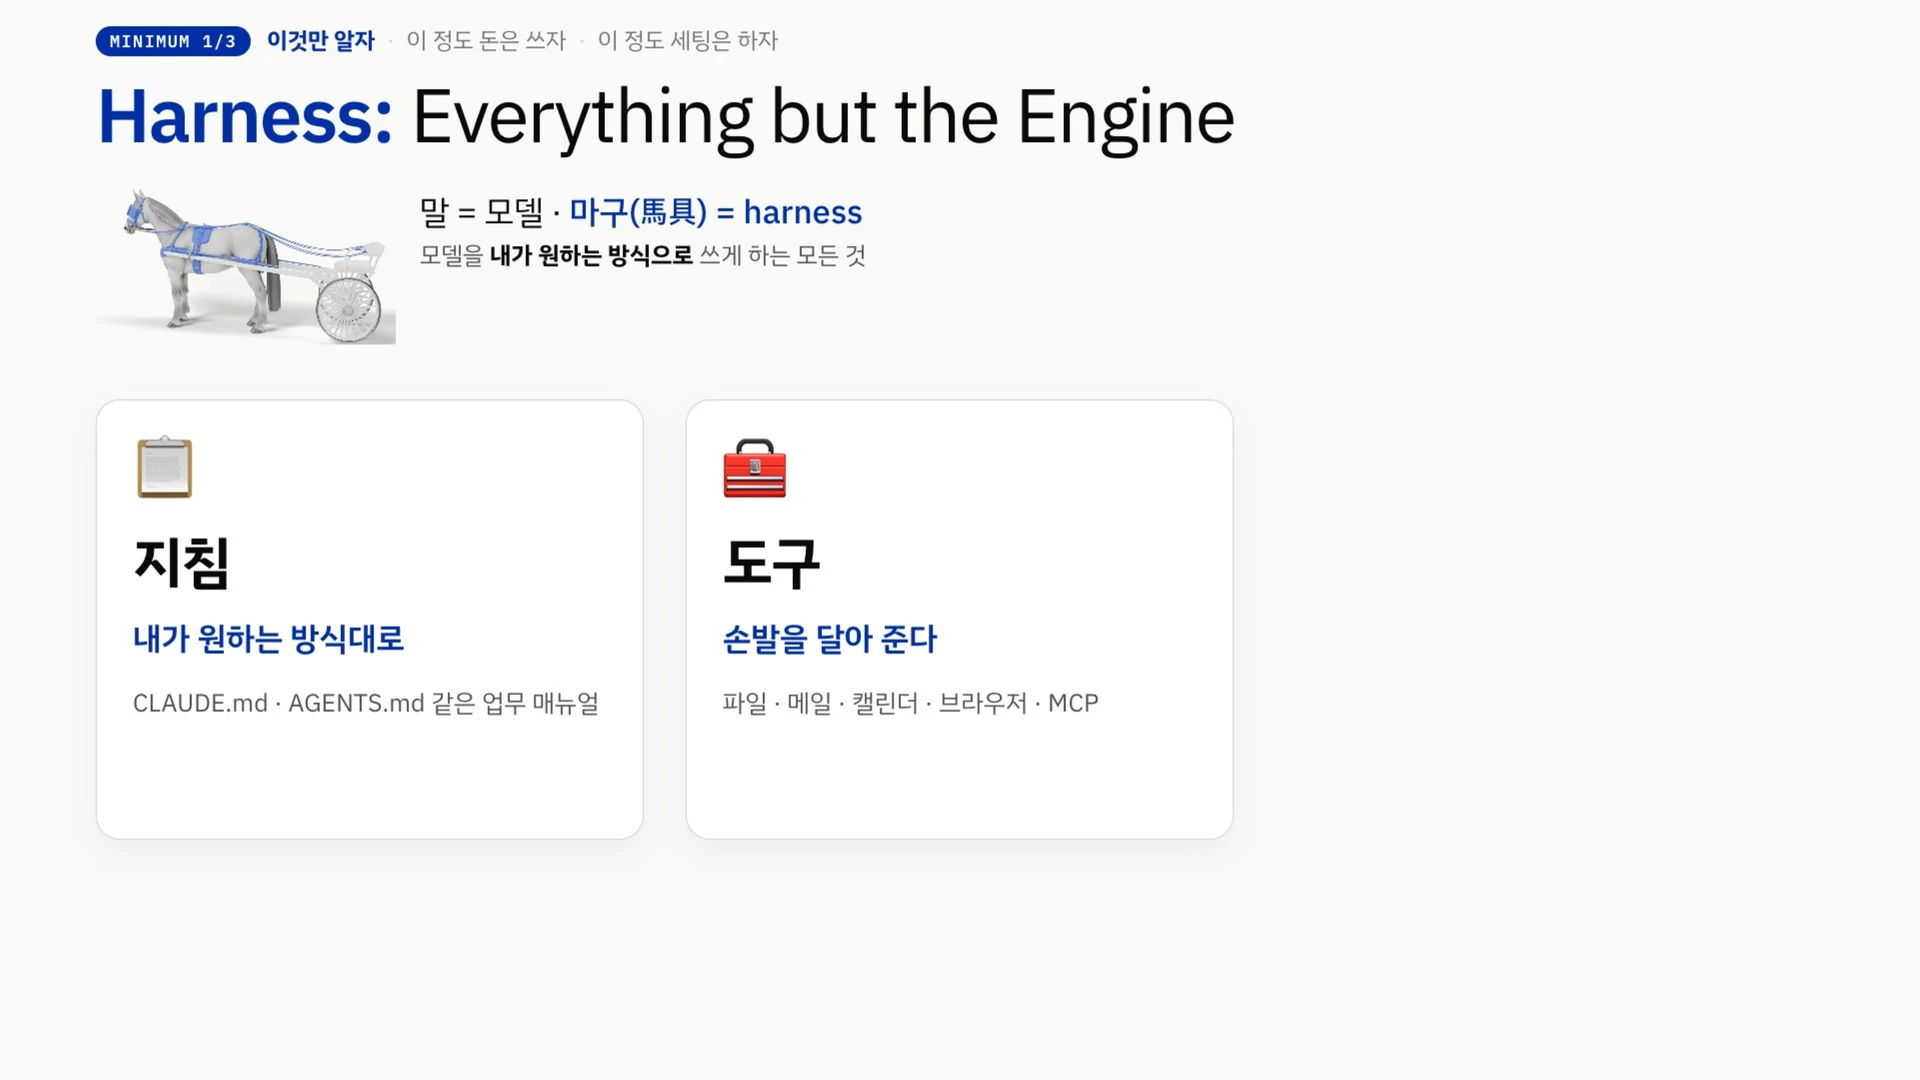 MINIMUM 1/3 이것만 알자 · 이 정도 돈은 쓰자 · 이 정도 세팅은 하자
Harness: Everything but the Engine
말 = 모델 · 마구(馬具) = harness
모델을 내가 원하는 방식으로 쓰게 하는 모든 것
지침
내가 원하는 방식대로
CLAUDE.md · AGENTS.md 같은 업무 매뉴얼
도구
손발을 달아 준다
파일 · 메일 · 캘린더 · 브라우저 · MCP